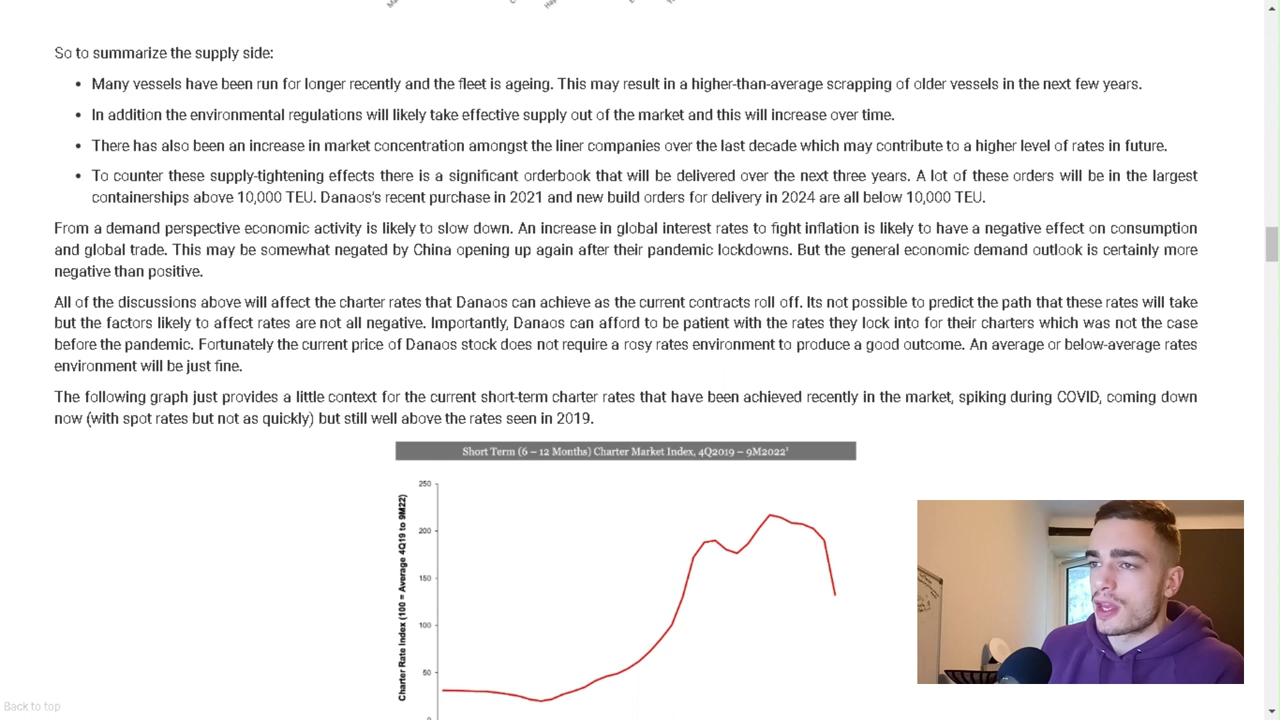 So to summarize the supply side:
• Many vessels have been run for longer recently and the fleet is ageing. This may result in a higher-than-average scrapping of older vessels in the next few years.
• In addition the environmental regulations will likely take effective supply out of the market and this will increase over time.
• There has also been an increase in market concentration amongst the liner companies over the last decade which may contribute to a higher level of rates in future.
• To counter these supply-tightening effects there is a significant orderbook that will be delivered over the next three years. A lot of these orders will be in the largest
containerships above 10,000 TEU. Danaos's recent purchase in 2021 and new build orders for delivery in 2024 are all below 10,000 TEU.
From a demand perspective economic activity is likely to slow down. An increase in global interest rates to fight inflation is likely to have a negative effect on consumption
and global trade. This may be somewhat negated by China opening up again after their pandemic lockdowns. But the general economic demand outlook is certainly more
negative than positive.
All of the discussions above will affect the charter rates that Danaos can achieve as the current contracts roll off. Its not possible to predict the path that these rates will take
but the factors likely to affect rates are not all negative. Importantly, Danaos can afford to be patient with the rates they lock into for their charters which was not the case
before the pandemic. Fortunately the current price of Danaos stock does not require a rosy rates environment to produce a good outcome. An average or below-average rates
environment will be just fine.
The following graph just provides a little context for the current short-term charter rates that have been achieved recently in the market, spiking during COVID, coming down
now (with spot rates but not as quickly) but still well above the rates seen in 2019.
Short Term (6 – 12 Months) Charter Market Index, 4Q2019 – 9M2022¹
Charter Rate Index (100 = Average 4Q19 to 9M22)
250
200
150
100
50
0
Back to top